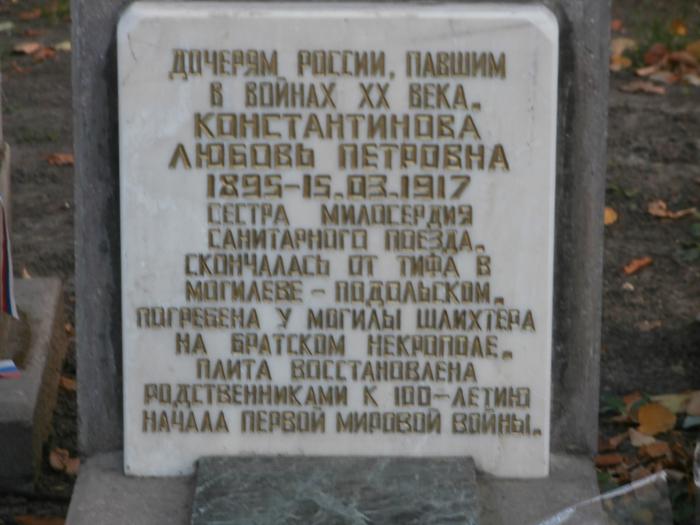 ДОЧЕРЯМ РОССИИ, ПАВШИМ
В ВОЙНАХ XX ВЕКА.
КОНСТАНТИНОВА
ЛЮБОВЬ ПЕТРОВНА
1895-15.03.1917
СЕСТРА МИЛОСЕРДИЯ
САНИТАРНОГО ПОЕЗДА.
СКОНЧАЛАСЬ ОТ ТИФА В
МОГИЛЕВЕ - ПОДОЛЬСКОМ.
ПОГРЕБЕНА У МОГИЛЫ ШЛИХТЕРА
НА БРАТСКОМ НЕКРОПОЛЕ.
ПЛИТА ВОССТАНОВЛЕНА
РОДСТВЕННИКАМИ К 100-ЛЕТИЮ
НАЧАЛА ПЕРВОЙ МИРОВОЙ ВОЙНЫ.